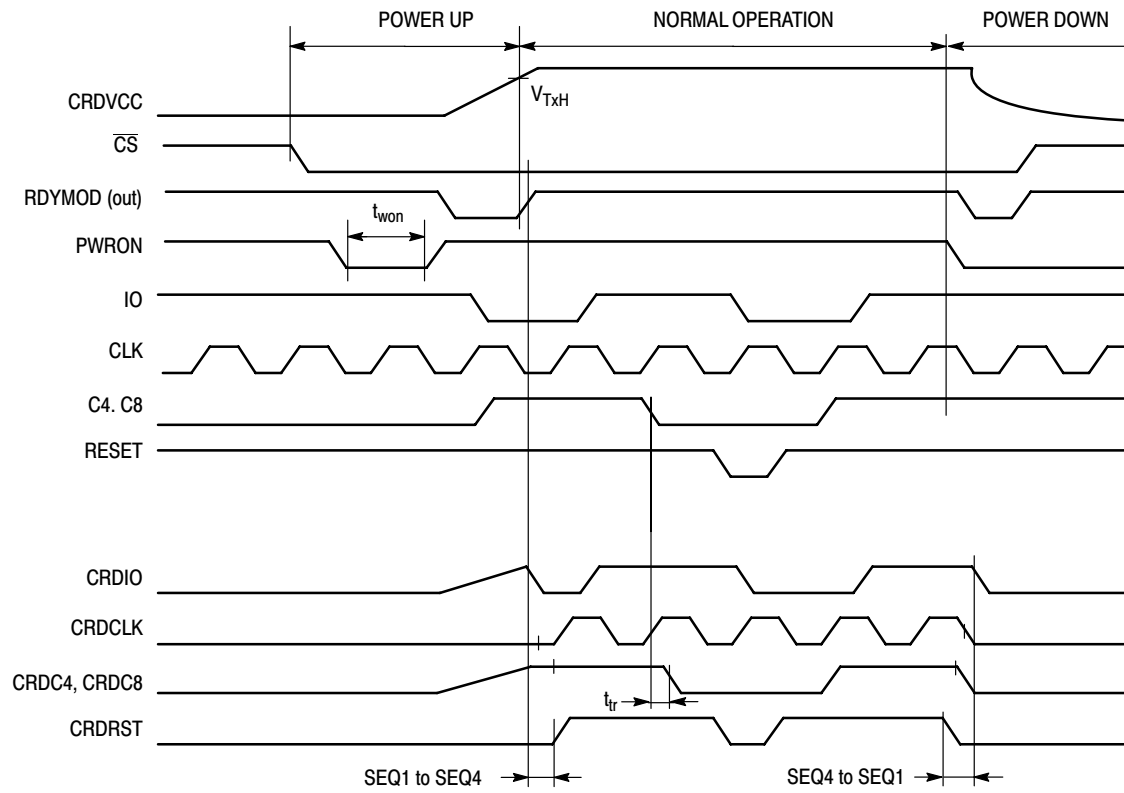 POWER UP
NORMAL OPERATION
POWER DOWN
CRDVCC
VTxH
CS
RDYMOD (out)
twon
PWRON
IO
CLK
C4. C8
RESET
CRDIO
CRDCLK
CRDC4, CRDC8
ttr
CRDRST
SEQ1 to SEQ4
SEQ4 to SEQ1